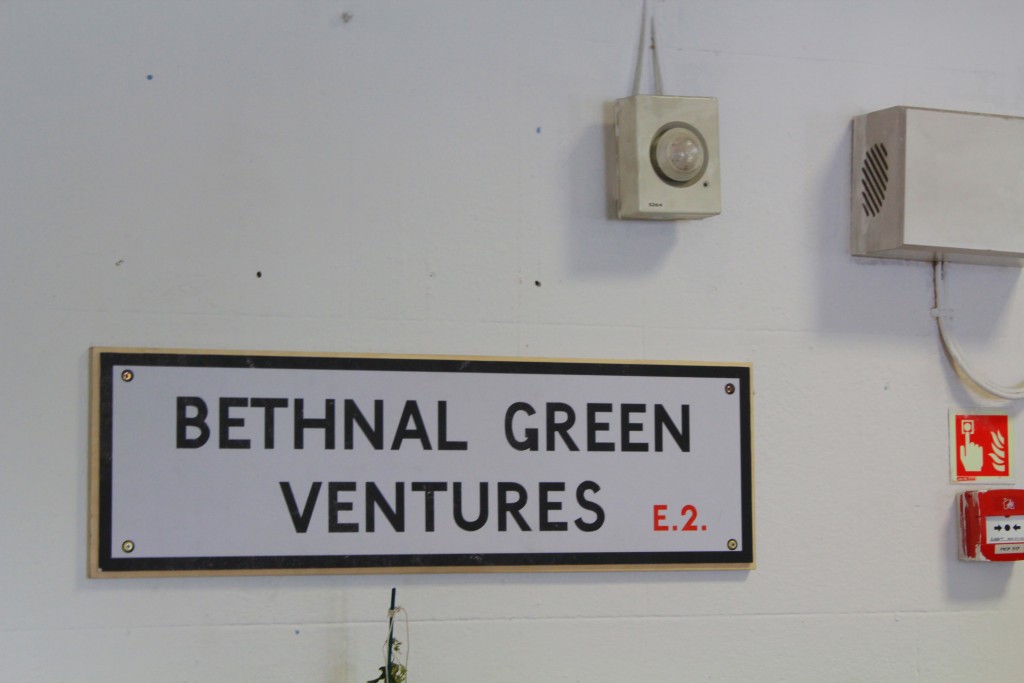 BETHNAL GREEN
VENTURES E.2.